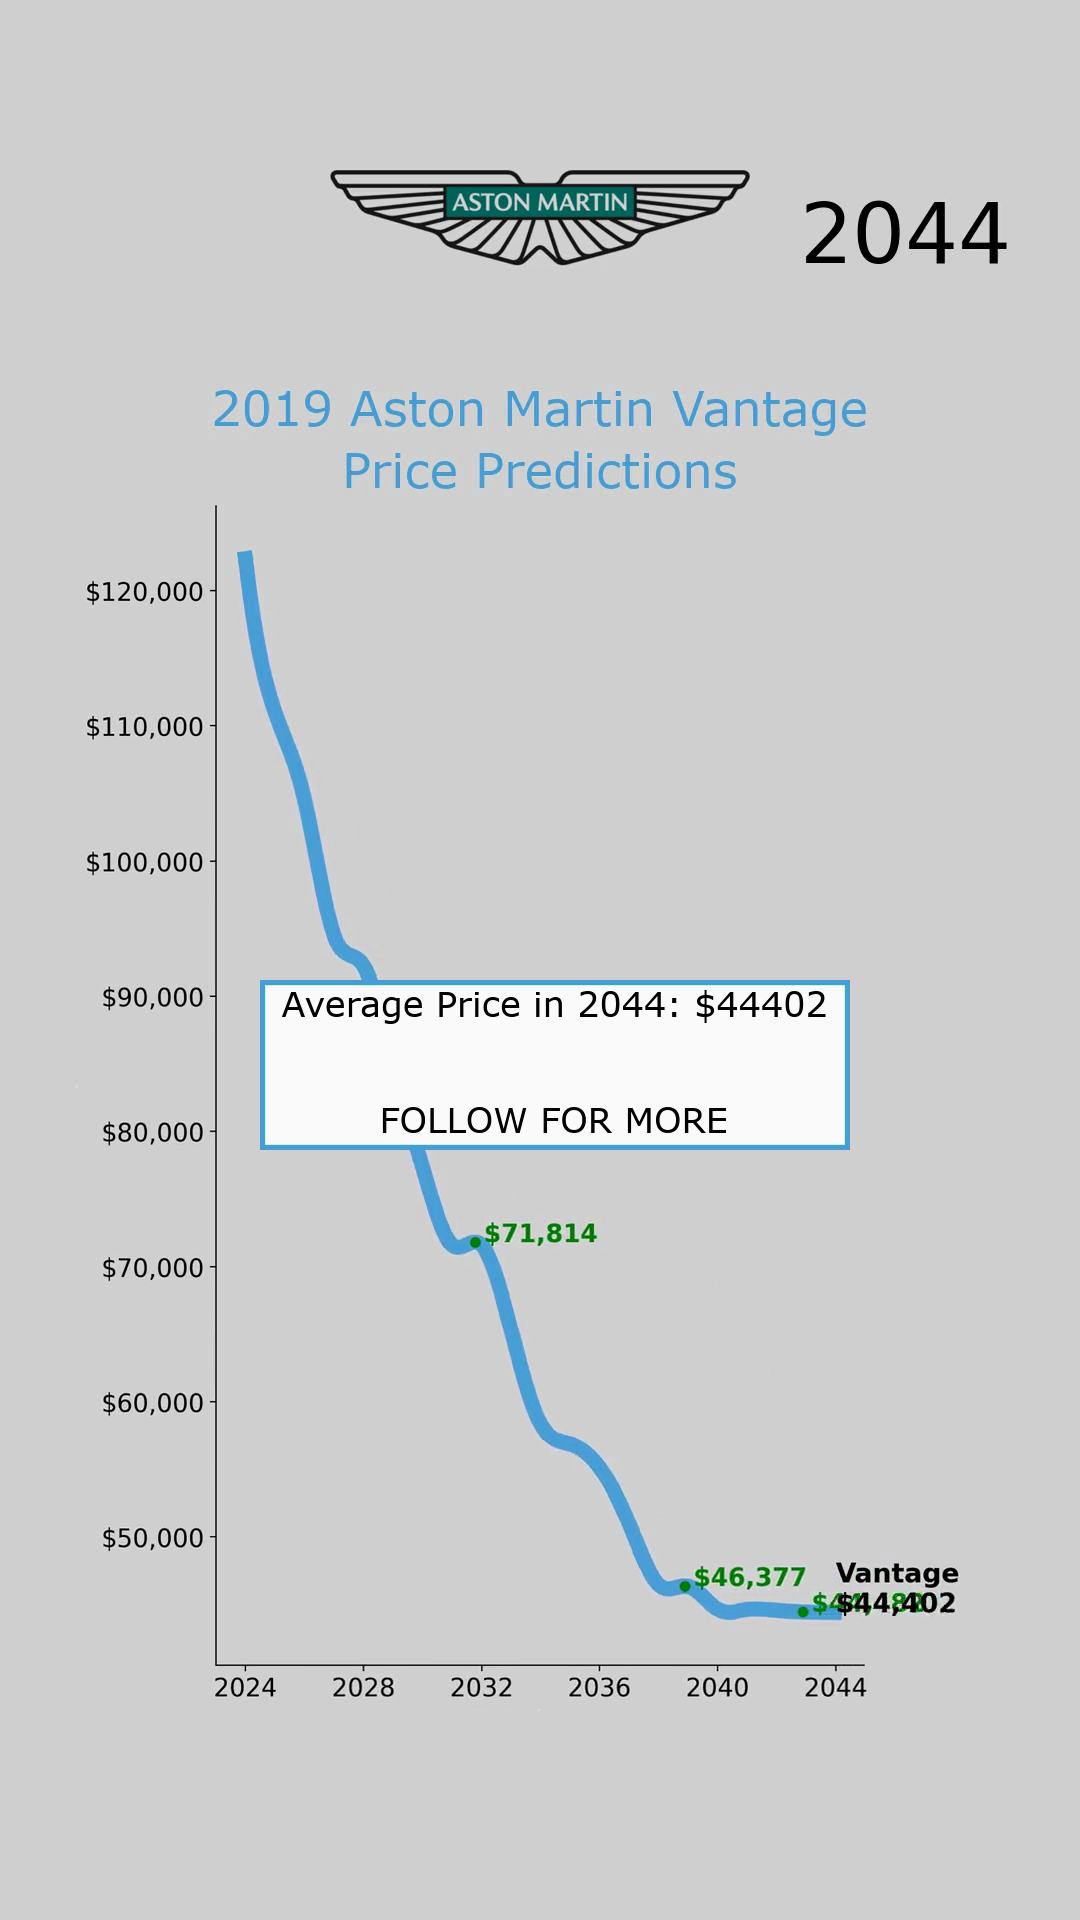 ASTON MARTIN
2044
2019 Aston Martin Vantage
Price Predictions
$120,000
$110,000
$100,000
$90,000
Average Price in 2044: $44402
FOLLOW FOR MORE
$80,000
$71,814
$70,000
$60,000
$50,000
$46,377
Vantage
$44,402
2024 2028 2032 2036 2040 2044